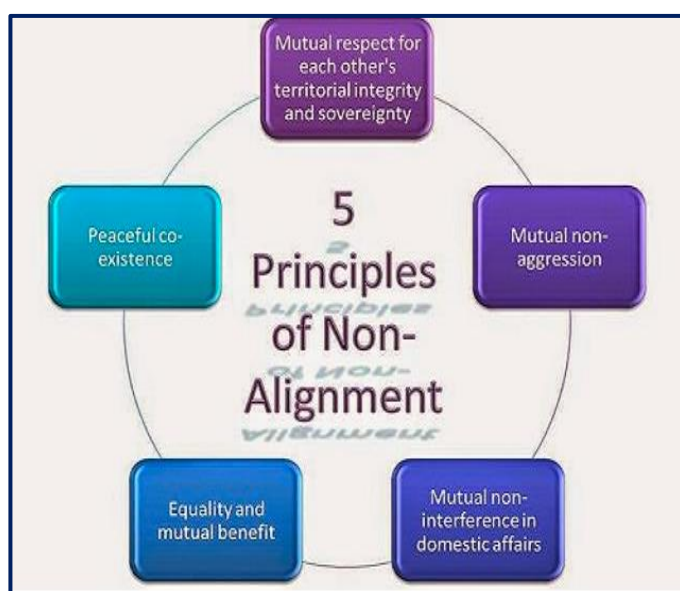 Mutual respect for
each other's
territorial integrity
and sovereignty
Peaceful co-
existence
5
Principles
of Non-
Alignment
Mutual non-
aggression
Equality and
mutual benefit
Mutual non-
interference in
domestic affairs